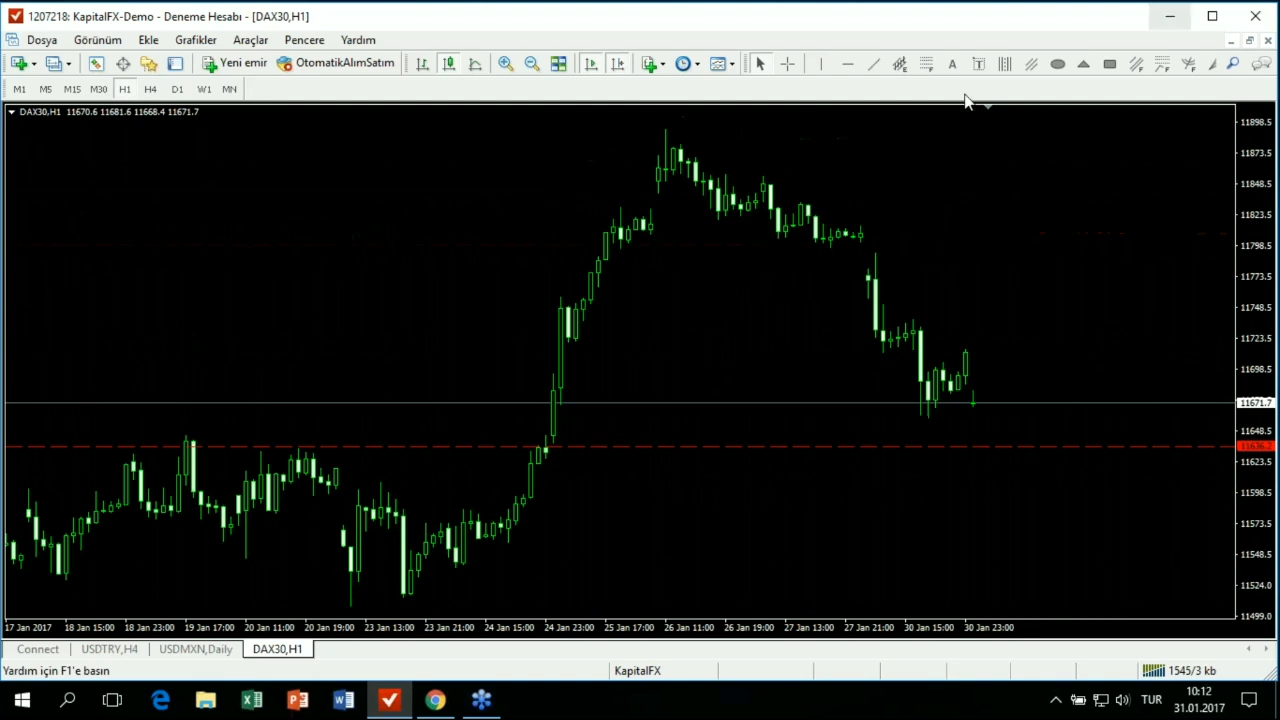 1207218: KapitalFX-Demo - Deneme Hesabı - [DAX30,H1]
Dosya Görünüm Ekle Grafikler Araçlar Pencere Yardım
Yeni emir OtomatikAlımSatım
M1 M5 M15 M30 H1 H4 D1 W1 MN
DAX30,H1 11670.6 11681.6 11668.4 11671.7
11898.5
11873.5
11848.5
11823.5
11798.5
11773.5
11748.5
11723.5
11698.5
11671.7
11648.5
11636.2
11623.5
11598.5
11573.5
11548.5
11524.0
11499.0
17 Jan 2017 18 Jan 15:00 18 Jan 23:00 19 Jan 17:00 20 Jan 11:00 20 Jan 19:00 23 Jan 13:00 23 Jan 21:00 24 Jan 15:00 24 Jan 23:00 25 Jan 17:00 26 Jan 11:00 26 Jan 19:00 27 Jan 13:00 27 Jan 21:00 30 Jan 15:00 30 Jan 23:00
Connect USDTRY,H4 USDMXN,Daily DAX30,H1
Yardım için F1'e basın KapitalFX 1545/3 kb
TUR 10:12
31.01.2017